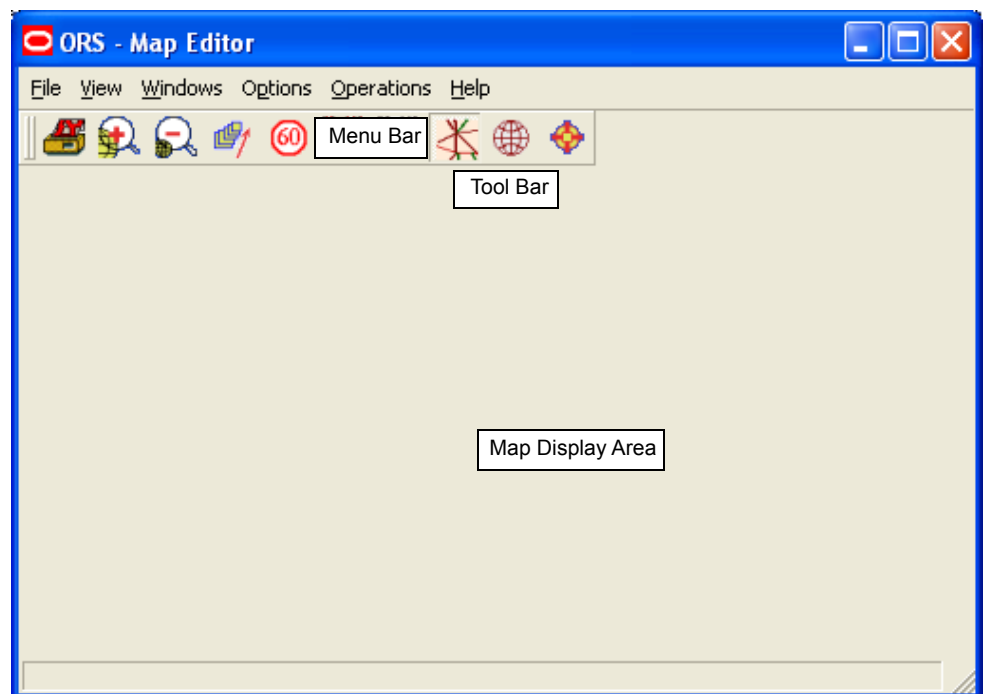 ORS - Map Editor
File View Windows Options Operations Help
60 Menu Bar
Tool Bar
Map Display Area